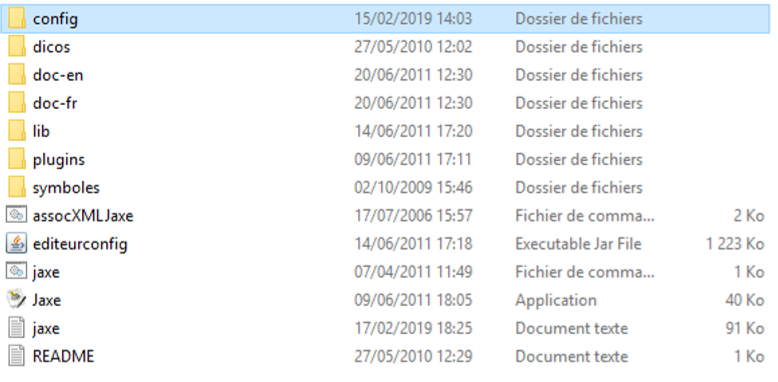 config 15/02/2019 14:03 Dossier de fichiers
dicos 27/05/2010 12:02 Dossier de fichiers
doc-en 20/06/2011 12:30 Dossier de fichiers
doc-fr 20/06/2011 12:30 Dossier de fichiers
lib 14/06/2011 17:20 Dossier de fichiers
plugins 09/06/2011 17:11 Dossier de fichiers
symboles 02/10/2009 15:46 Dossier de fichiers
assocXMLJaxe 17/07/2006 15:57 Fichier de comma... 2 Ko
editeurconfig 14/06/2011 17:18 Executable Jar File 1 223 Ko
jaxe 07/04/2011 11:49 Fichier de comma... 1 Ko
Jaxe 09/06/2011 18:05 Application 40 Ko
jaxe 17/02/2019 18:25 Document texte 91 Ko
README 27/05/2010 12:29 Document texte 1 Ko